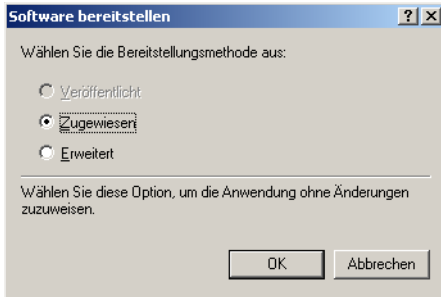 Software bereitstellen
Wählen Sie die Bereitstellungsmethode aus:
Veröffentlicht
Zugewiesen
Erweitert
Wählen Sie diese Option, um die Anwendung ohne Änderungen
zuzuweisen.
OK Abbrechen